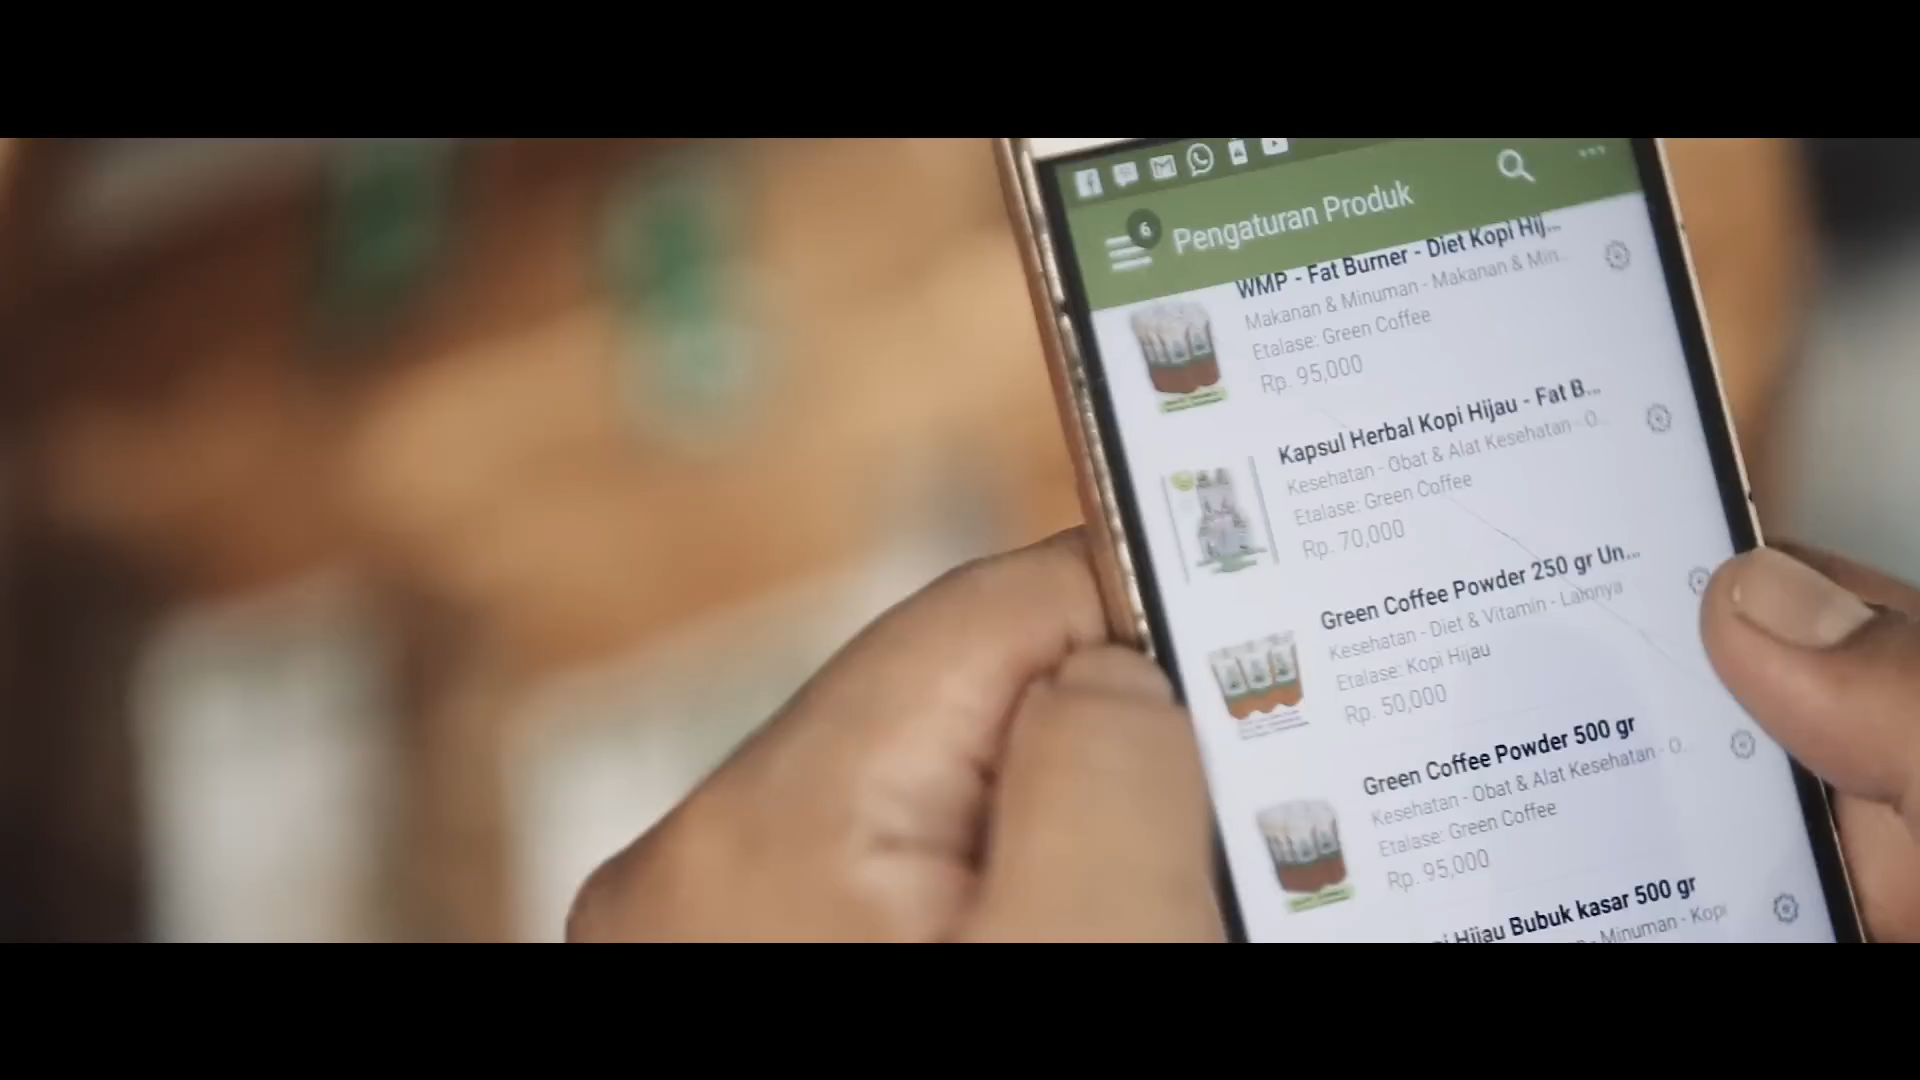 6
Pengaturan Produk
WMP - Fat Burner - Diet Kopi Hij...
Makanan & Minuman - Makanan & Min...
Etalase: Green Coffee
Rp. 95,000
Kapsul Herbal Kopi Hijau - Fat B...
Kesehatan - Obat & Alat Kesehatan - O...
Etalase: Green Coffee
Rp. 70,000
Green Coffee Powder 250 gr Un...
Kesehatan - Diet & Vitamin - Lainnya
Etalase: Kopi Hijau
Rp. 50,000
Green Coffee Powder 500 gr
Kesehatan - Obat & Alat Kesehatan - O...
Etalase: Green Coffee
Rp. 95,000
Hijau Bubuk kasar 500 gr
Minuman - Kopi